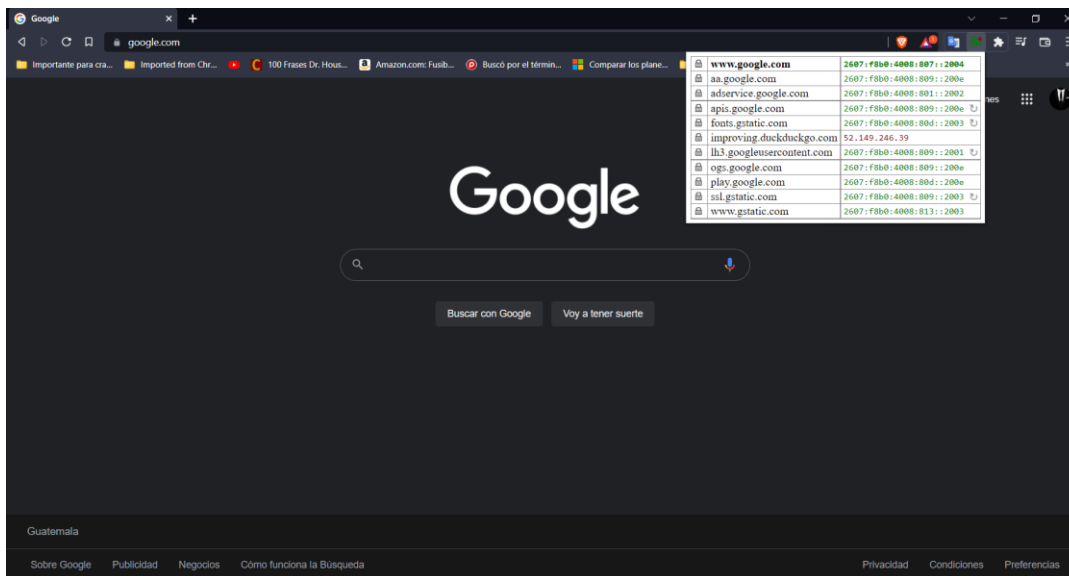 Google
google.com
Importante para cra... Imported from Chr... 100 Frases Dr. Hous... Amazon.com: Fusib... Buscó por el términ... Comparar los plane...
www.google.com 2607:f8b0:4008:807::2004
aa.google.com 2607:f8b0:4008:809::200e
adservice.google.com 2607:f8b0:4008:801::2002
apis.google.com 2607:f8b0:4008:809::200e
fonts.gstatic.com 2607:f8b0:4008:80d::2003
improving.duckduckgo.com 52.149.246.39
lh3.googleusercontent.com 2607:f8b0:4008:809::2001
ogs.google.com 2607:f8b0:4008:809::200e
play.google.com 2607:f8b0:4008:80d::200e
ssl.gstatic.com 2607:f8b0:4008:809::2003
www.gstatic.com 2607:f8b0:4008:813::2003
Google
Buscar con Google Voy a tener suerte
Guatemala
Sobre Google Publicidad Negocios Cómo funciona la Búsqueda Privacidad Condiciones Preferencias